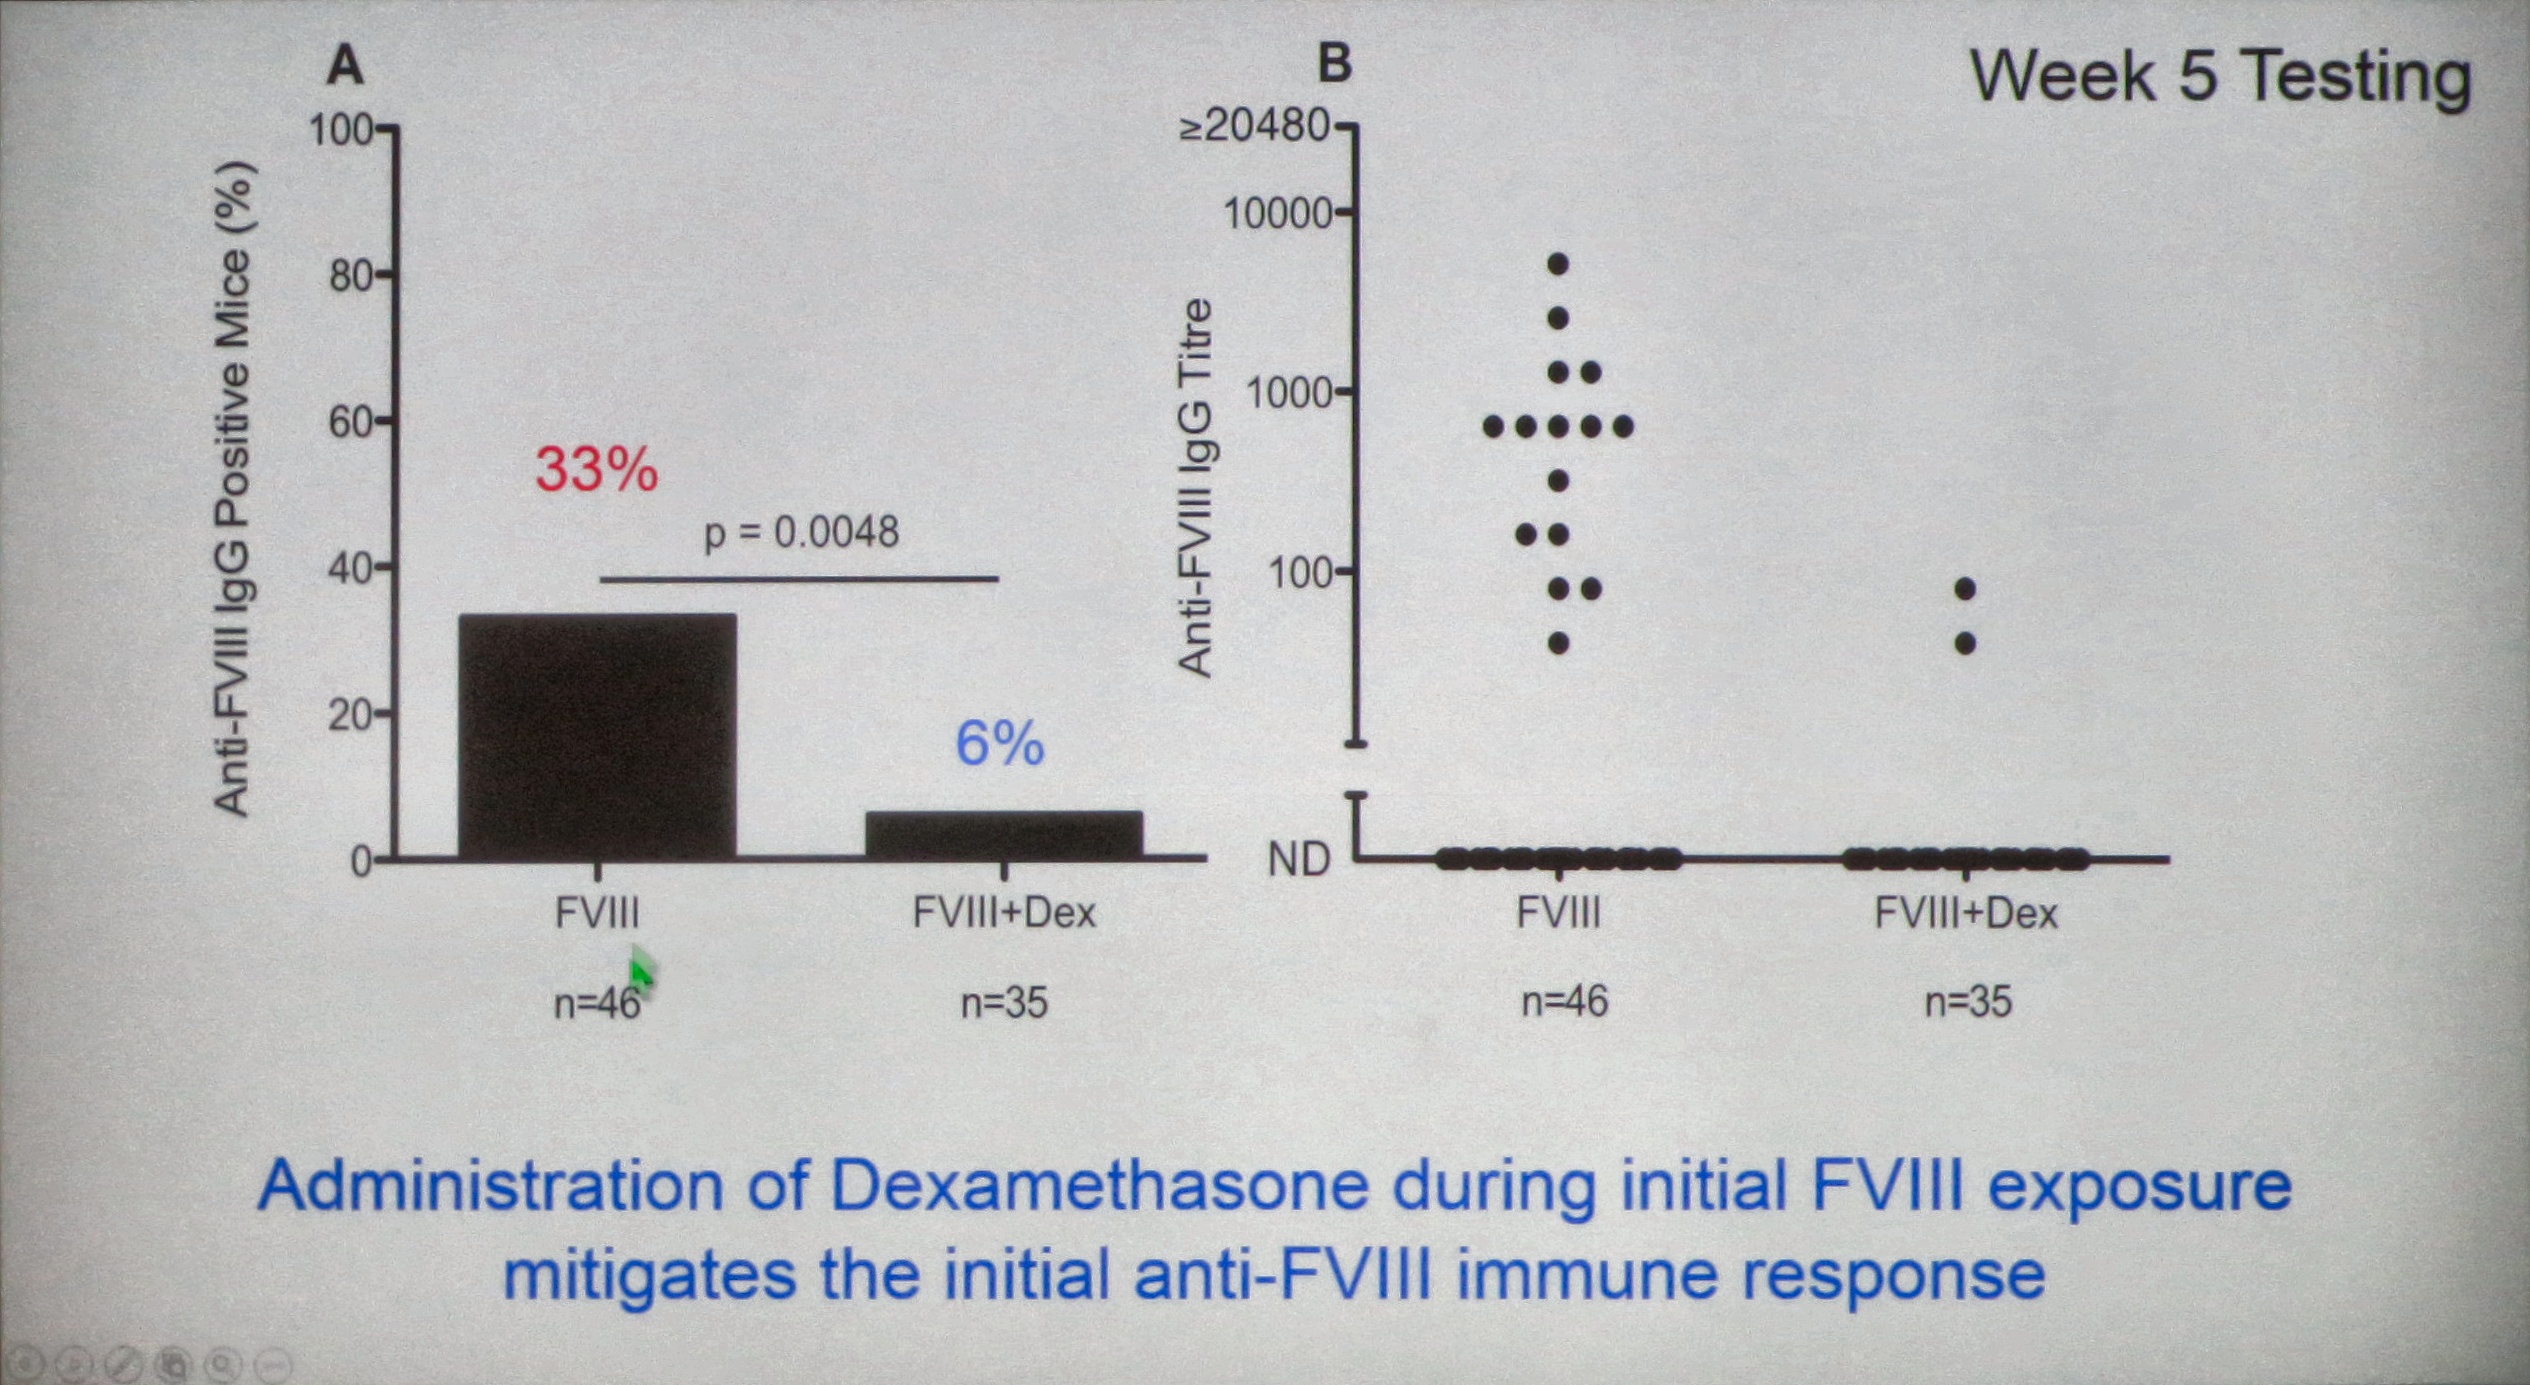 Week 5 Testing
A
Anti-FVIII IgG Positive Mice (%)
100
80
60
40
20
0
33%
p = 0.0048
6%
FVIII
FVIII+Dex
n=46
n=35
B
Anti-FVIII IgG Titre
≥20480
10000
1000
100
ND
FVIII
FVIII+Dex
n=46
n=35
Administration of Dexamethasone during initial FVIII exposure
mitigates the initial anti-FVIII immune response